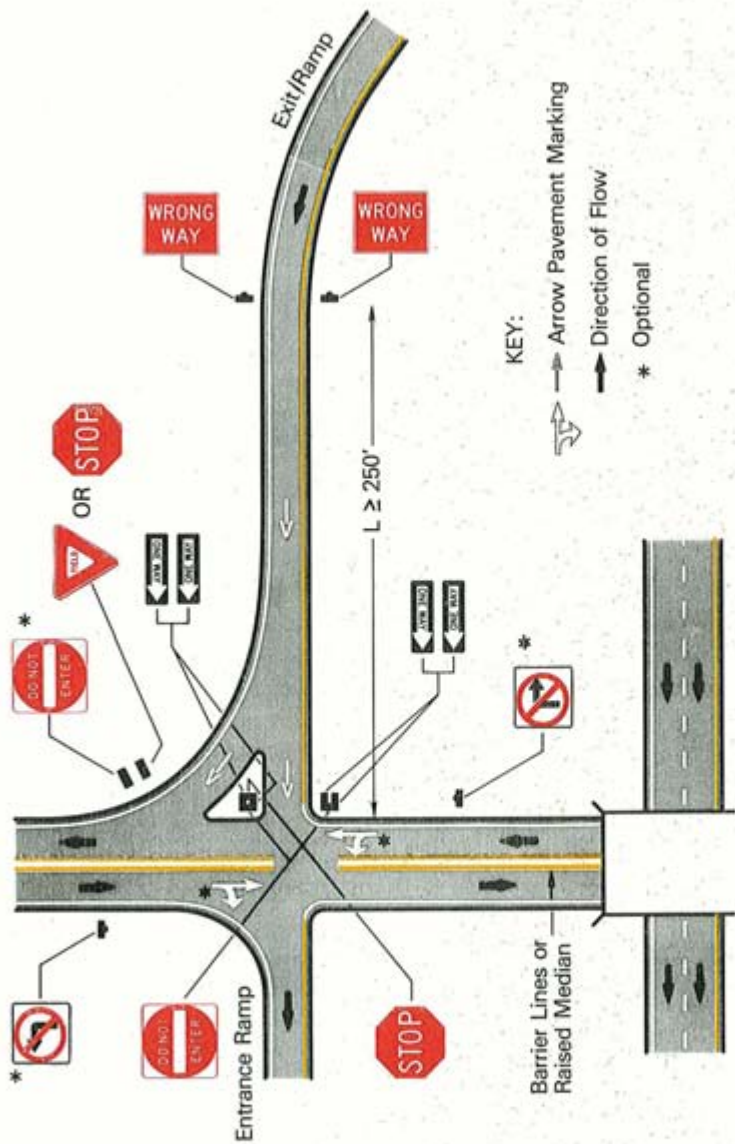 *
DO NOT
ENTER
*
YIELD
OR
STOP
WRONG
WAY
Exit/Ramp
ONE WAY
ONE WAY
DO NOT
ENTER
Entrance Ramp
*
WRONG
WAY
L ≥ 250'
STOP
*
ONE WAY
ONE WAY
*
Barrier Lines or
Raised Median
KEY:
Arrow Pavement Marking
Direction of Flow
* Optional